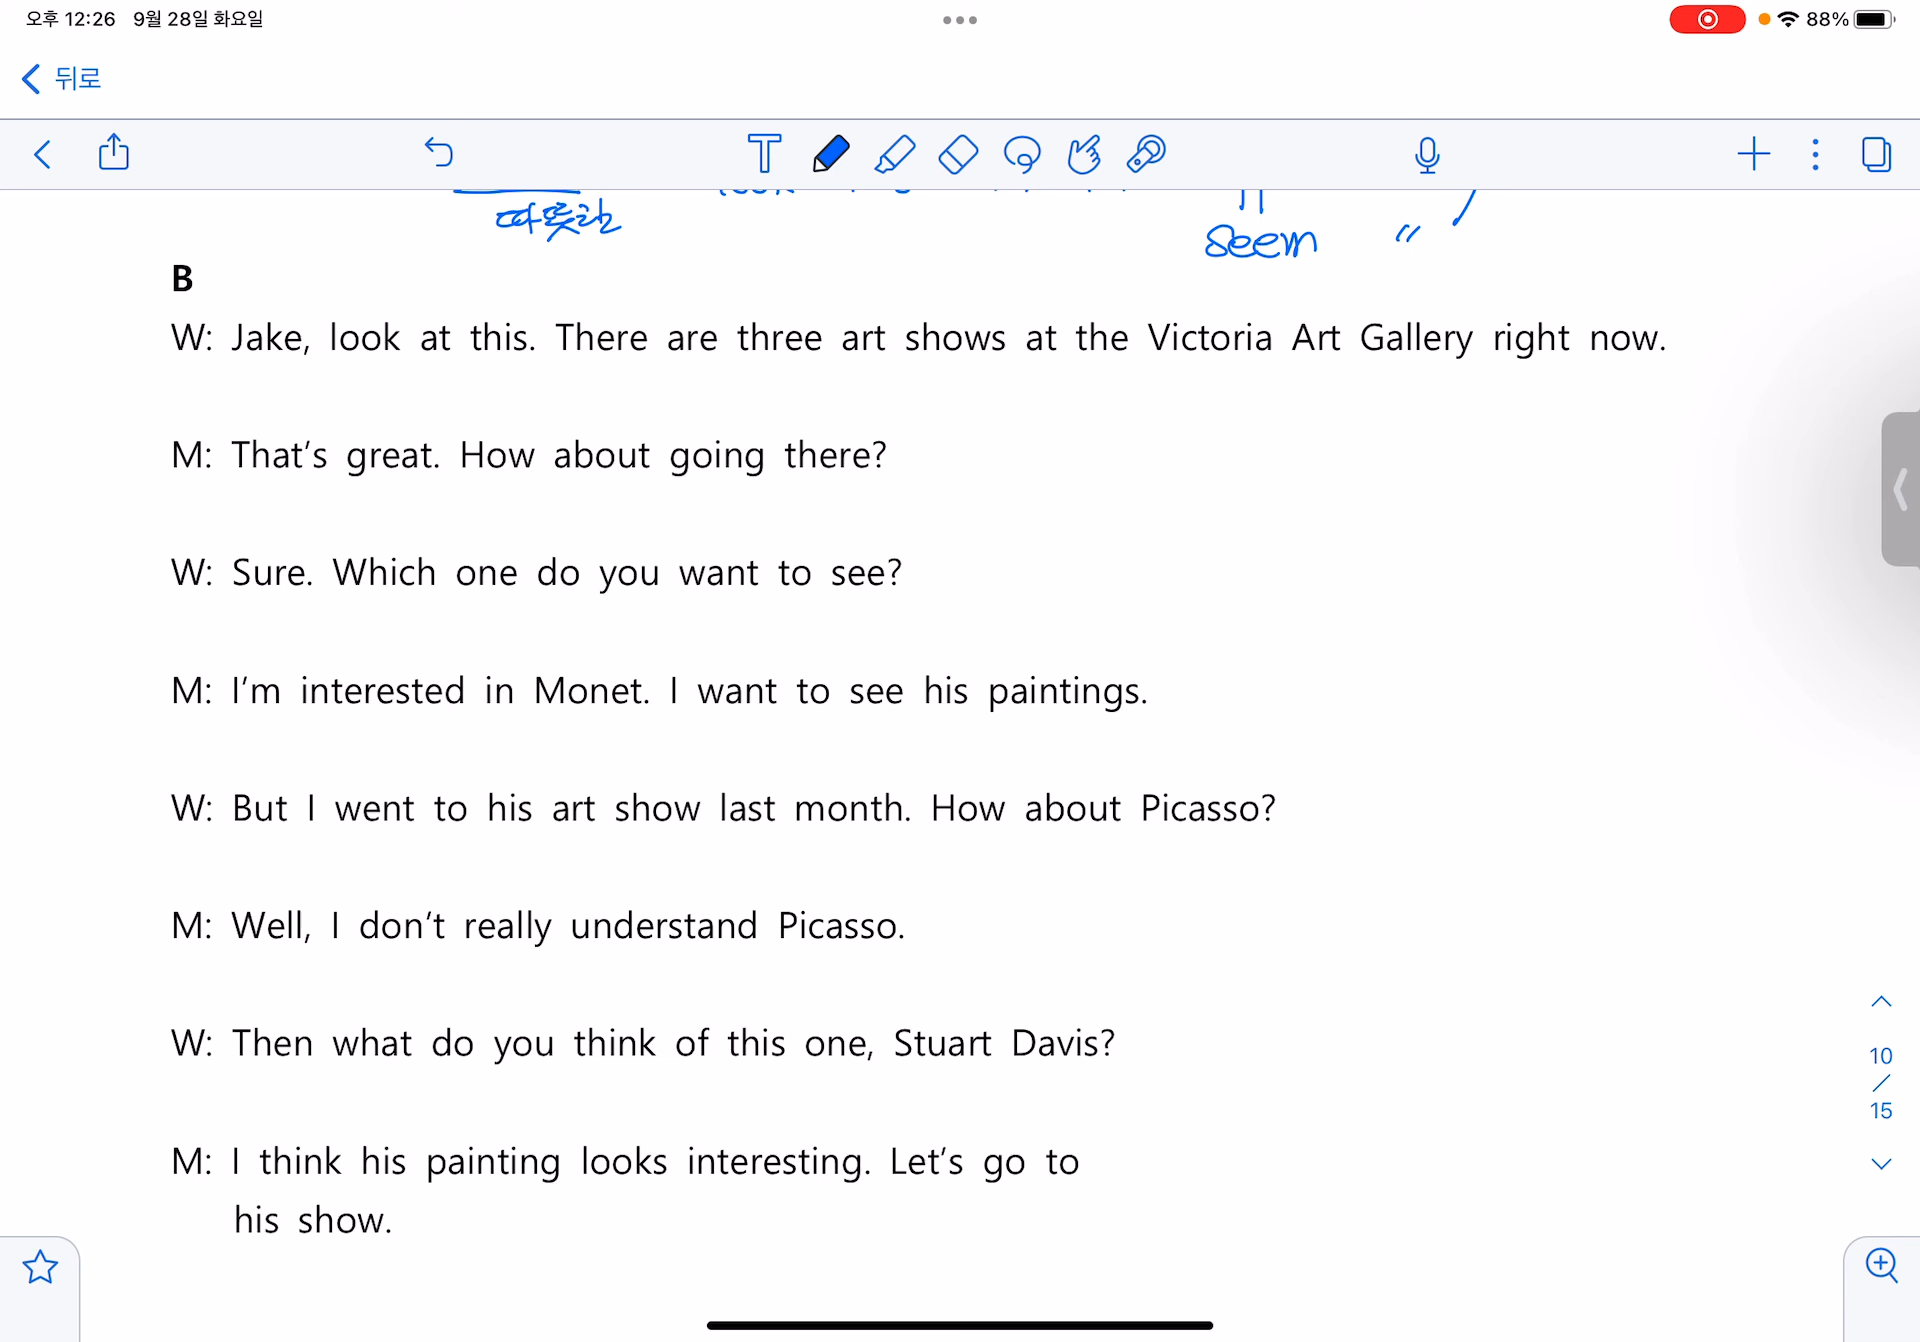 오후 12:26 9월 28일 화요일
88%
뒤로
따뜻한
seem "
B
W: Jake, look at this. There are three art shows at the Victoria Art Gallery right now.
M: That's great. How about going there?
W: Sure. Which one do you want to see?
M: I'm interested in Monet. I want to see his paintings.
W: But I went to his art show last month. How about Picasso?
M: Well, I don't really understand Picasso.
W: Then what do you think of this one, Stuart Davis?
M: I think his painting looks interesting. Let's go to
his show.
10
/
15